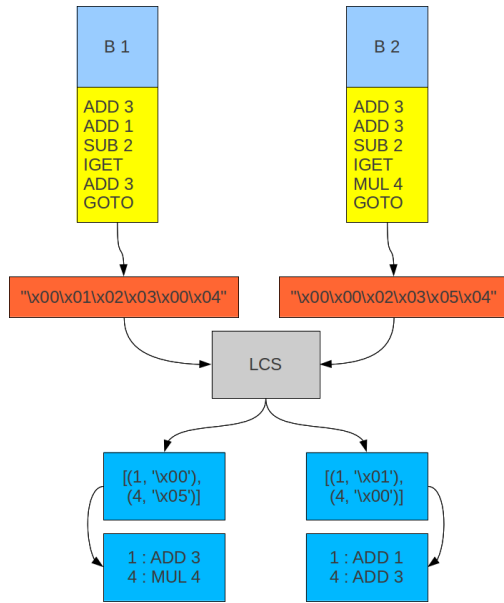 B 1
ADD 3
ADD 1
SUB 2
IGET
ADD 3
GOTO
B 2
ADD 3
ADD 3
SUB 2
IGET
MUL 4
GOTO
"\x00\x01\x02\x03\x00\x04"
"\x00\x00\x02\x03\x05\x04"
LCS
[(1, '\x00'),
(4, '\x05')]
[(1, '\x01'),
(4, '\x00')]
1 : ADD 3
4 : MUL 4
1 : ADD 1
4 : ADD 3